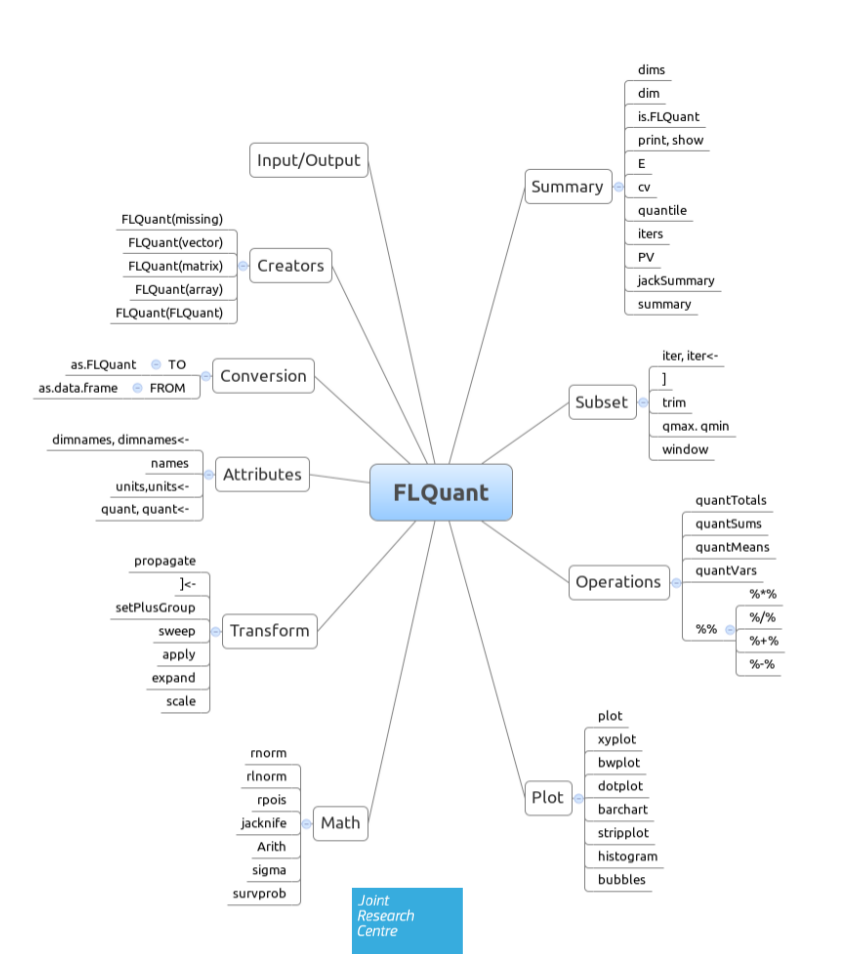 FLQuant
Input/Output
Creators
FLQuant(missing)
FLQuant(vector)
FLQuant(matrix)
FLQuant(array)
FLQuant(FLQuant)
Conversion
as.FLQuant TO
as.data.frame FROM
Attributes
dimnames, dimnames<-
names
units,units<-
quant, quant<-
Transform
propagate
]<-
setPlusGroup
sweep
apply
expand
scale
Math
rnorm
rlnorm
rpois
jacknife
Arith
sigma
survprob
Summary
dims
dim
is.FLQuant
print, show
E
cv
quantile
iters
PV
jackSummary
summary
Subset
iter, iter<-
]
trim
qmax. qmin
window
Operations
quantTotals
quantSums
quantMeans
quantVars
%%
%*%
%/%
%+%
%-%
Plot
plot
xyplot
bwplot
dotplot
barchart
stripplot
histogram
bubbles
Joint
Research
Centre